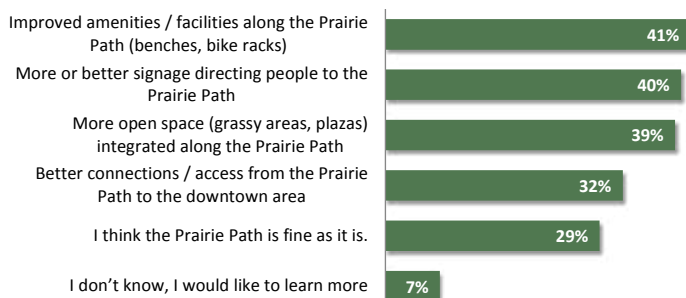 Improved amenities / facilities along the Prairie
Path (benches, bike racks)
41%
More or better signage directing people to the
Prairie Path
40%
More open space (grassy areas, plazas)
integrated along the Prairie Path
39%
Better connections / access from the Prairie
Path to the downtown area
32%
I think the Prairie Path is fine as it is.
29%
I don’t know, I would like to learn more
7%